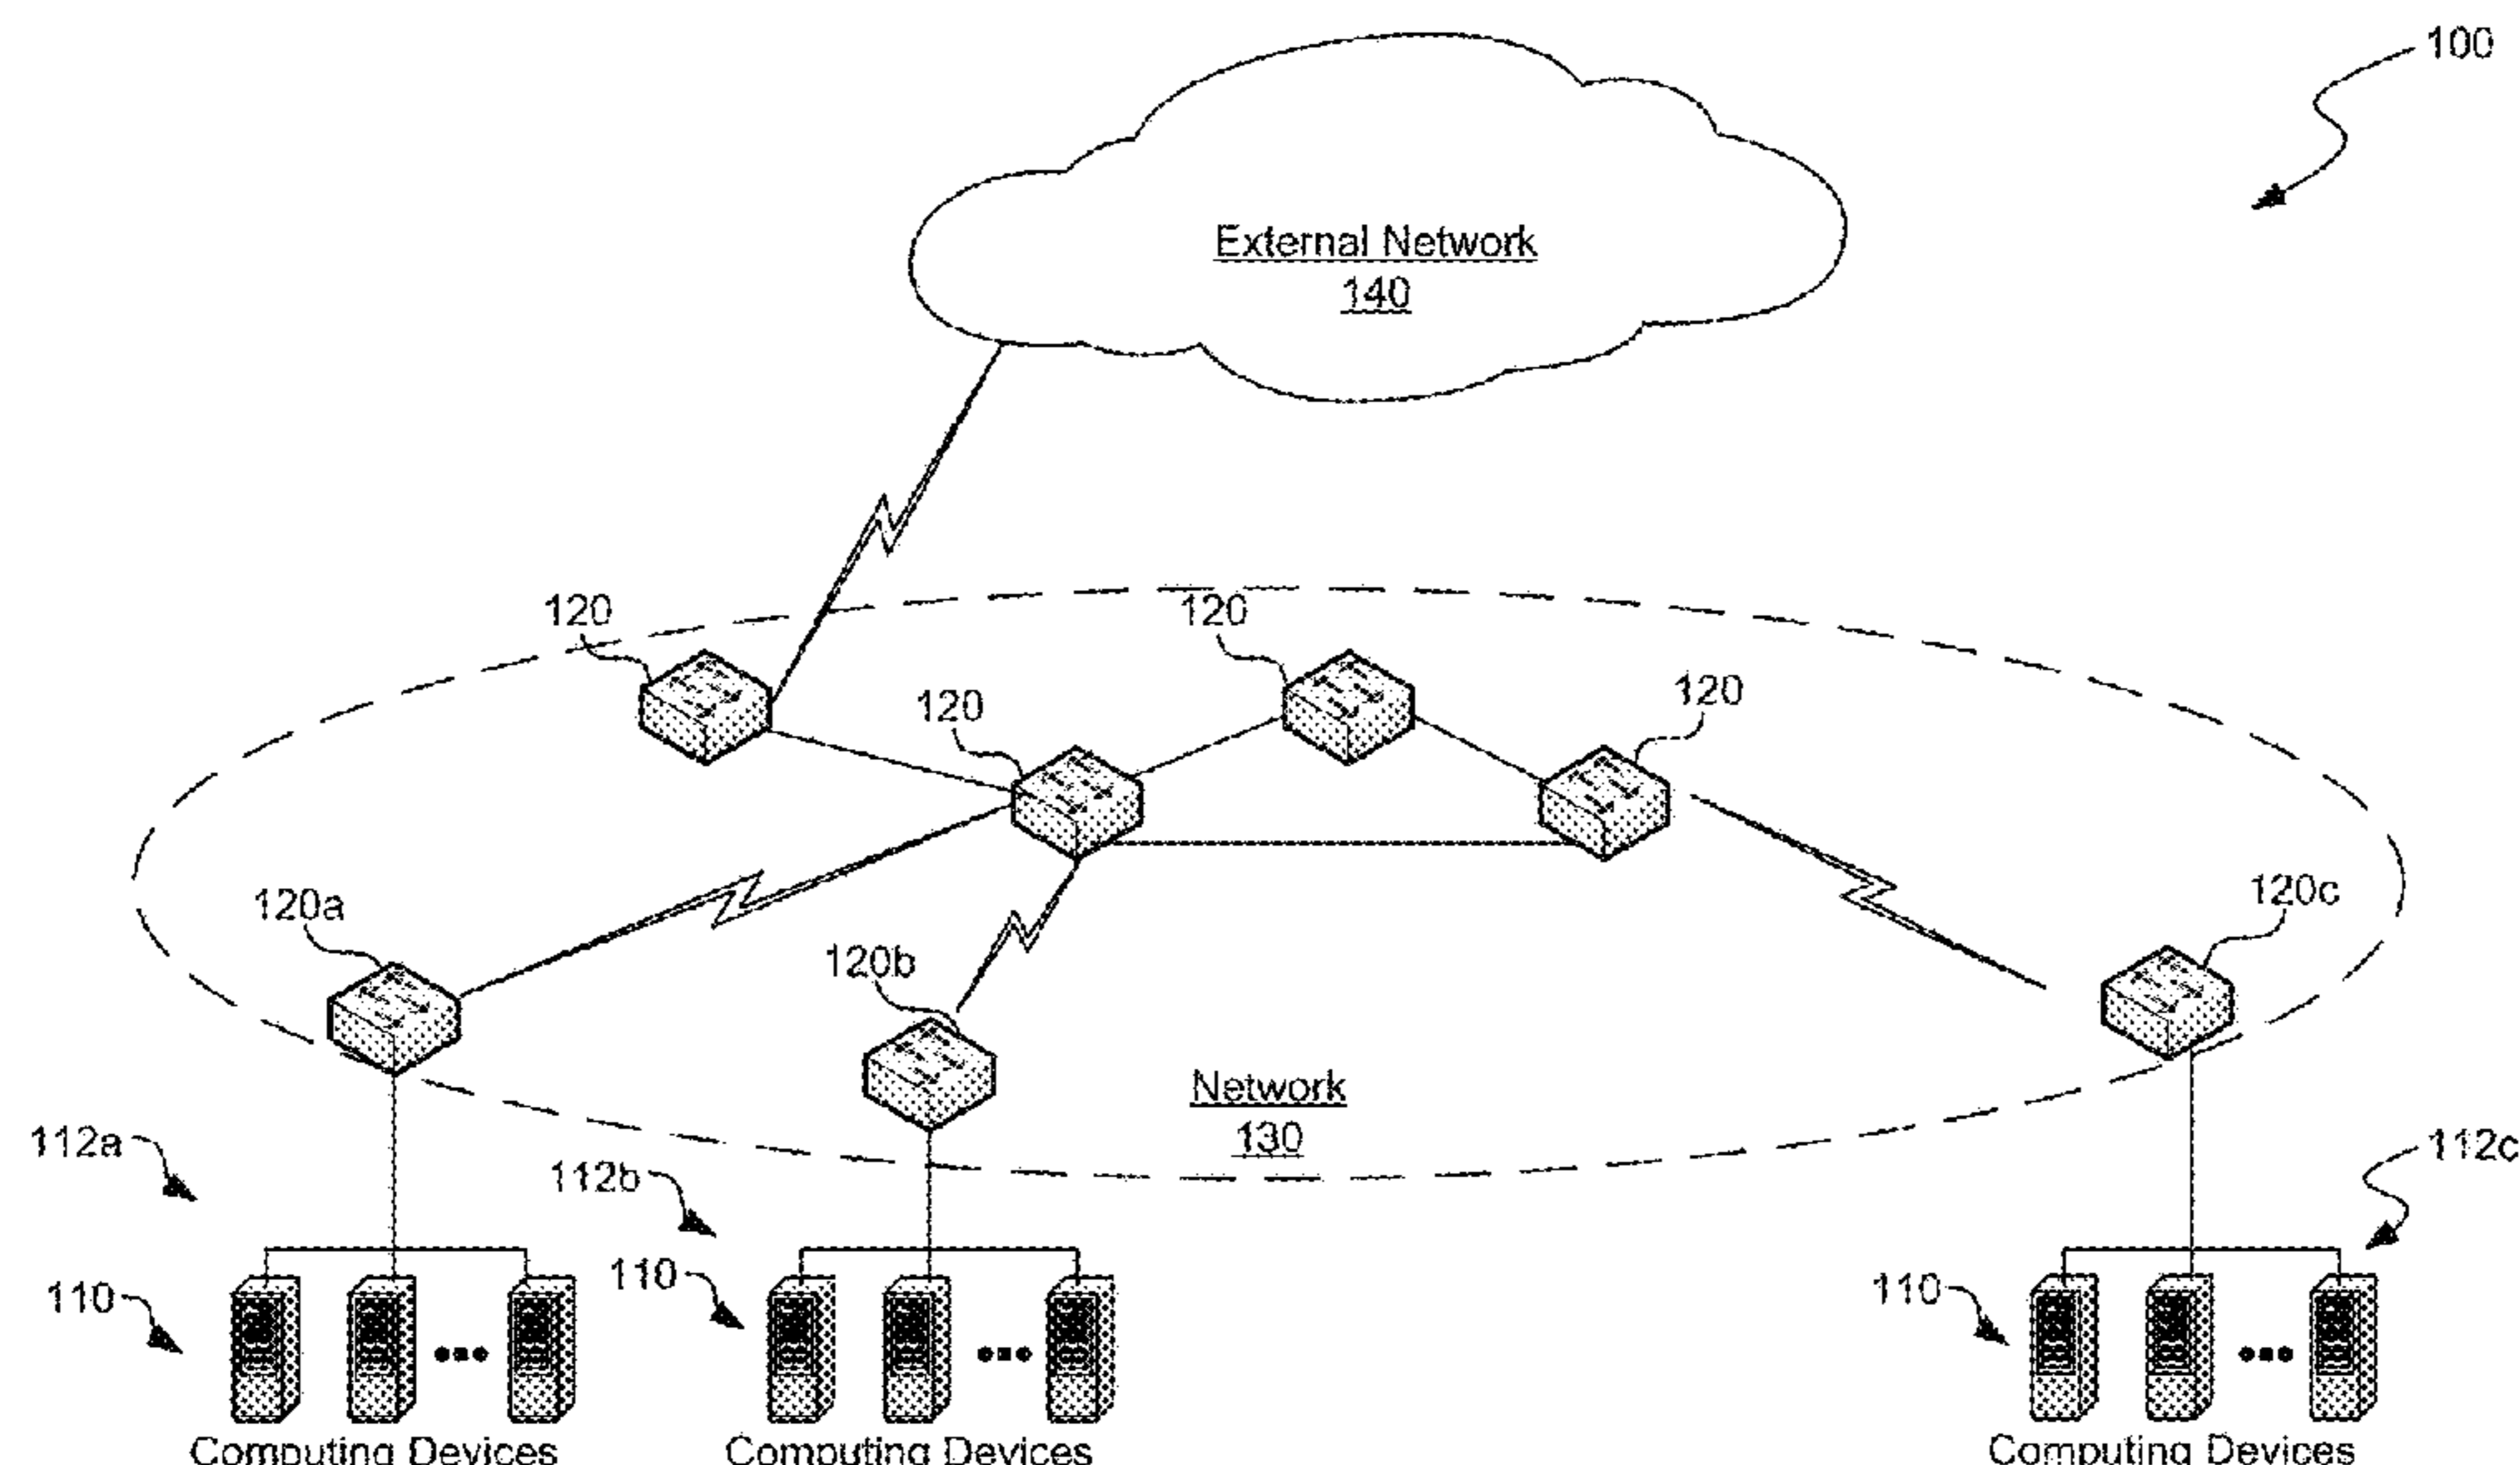 100
External Network
140
120
120
120
120
120a
120c
120b
Network
130
112a
112b
112c
110
110
110
Computing Devices
Computing Devices
Computing Devices